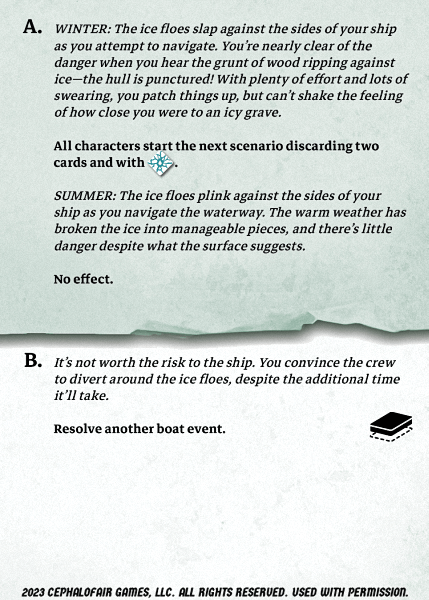 A. WINTER: The ice floes slap against the sides of your ship
as you attempt to navigate. You're nearly clear of the
danger when you hear the grunt of wood ripping against
ice—the hull is punctured! With plenty of effort and lots of
swearing, you patch things up, but can't shake the feeling
of how close you were to an icy grave.
All characters start the next scenario discarding two
cards and with .
SUMMER: The ice floes plink against the sides of your
ship as you navigate the waterway. The warm weather has
broken the ice into manageable pieces, and there's little
danger despite what the surface suggests.
No effect.
B. It's not worth the risk to the ship. You convince the crew
to divert around the ice floes, despite the additional time
it'll take.
Resolve another boat event.
2023 CEPHALOFAIR GAMES, LLC. ALL RIGHTS RESERVED. USED WITH PERMISSION.